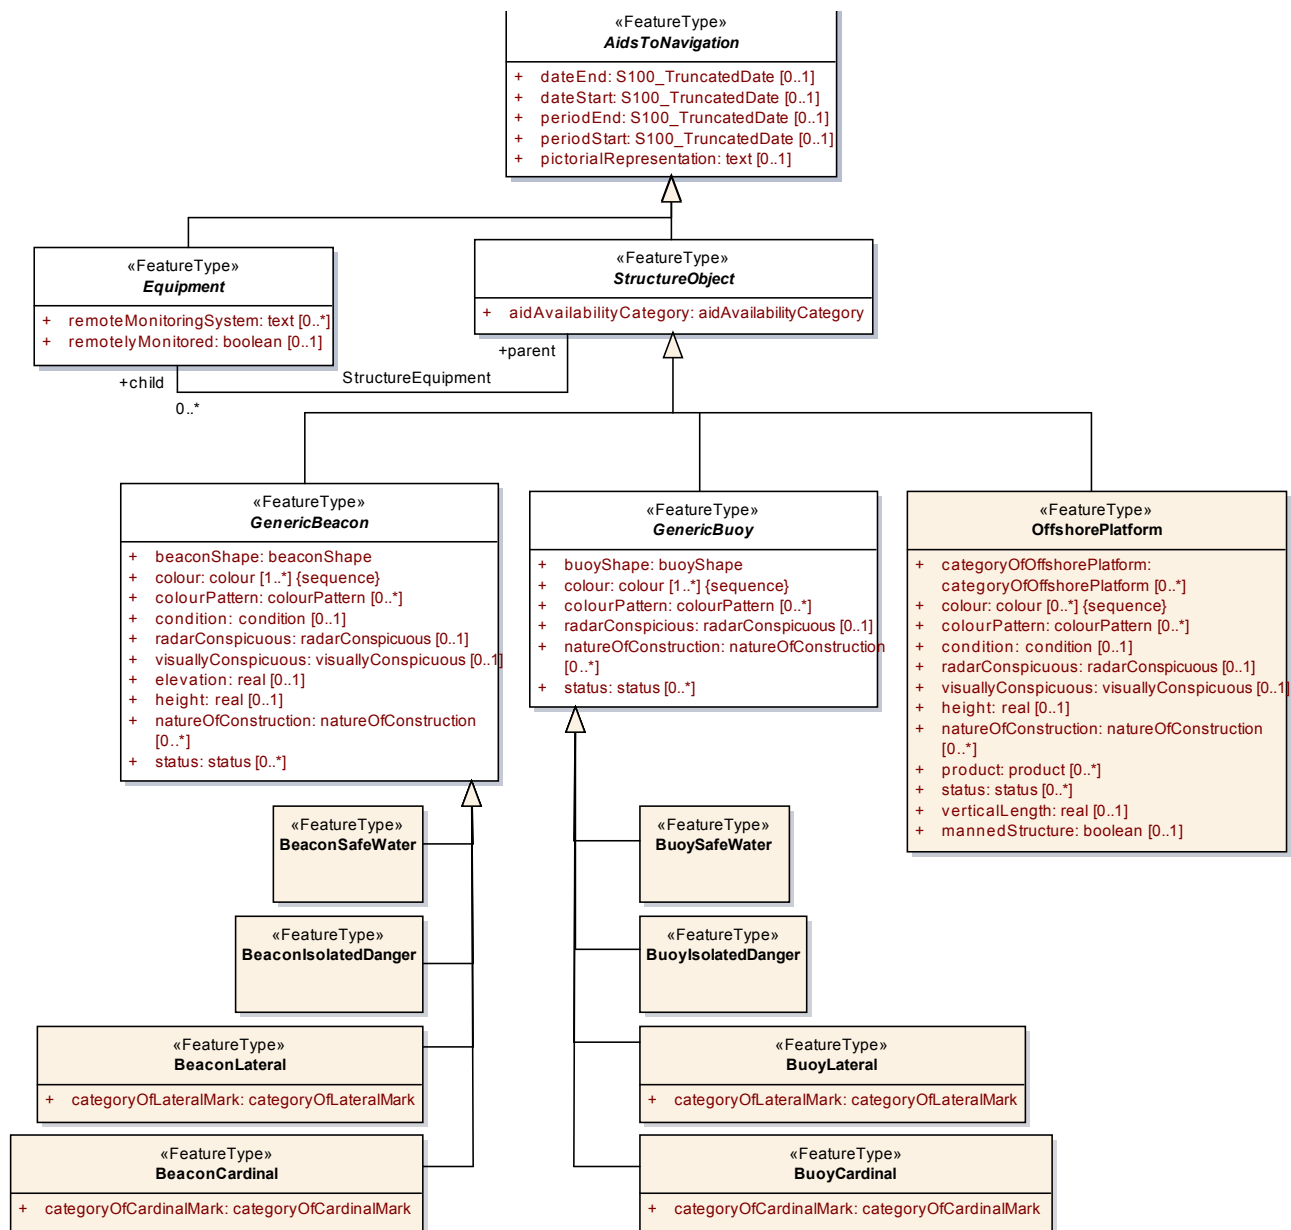 «FeatureType»
AidsToNavigation
+ dateEnd: S100_TruncatedDate [0..1]
+ dateStart: S100_TruncatedDate [0..1]
+ periodEnd: S100_TruncatedDate [0..1]
+ periodStart: S100_TruncatedDate [0..1]
+ pictorialRepresentation: text [0..1]
«FeatureType»
Equipment
+ remoteMonitoringSystem: text [0..*]
+ remotelyMonitored: boolean [0..1]
«FeatureType»
StructureObject
+ aidAvailabilityCategory: aidAvailabilityCategory
+parent
+child
StructureEquipment
0..*
«FeatureType»
GenericBeacon
+ beaconShape: beaconShape
+ colour: colour [1..*] {sequence}
+ colourPattern: colourPattern [0..*]
+ condition: condition [0..1]
+ radarConspicuous: radarConspicuous [0..1]
+ visuallyConspicuous: visuallyConspicuous [0..1]
+ elevation: real [0..1]
+ height: real [0..1]
+ natureOfConstruction: natureOfConstruction
[0..*]
+ status: status [0..*]
«FeatureType»
GenericBuoy
+ buoyShape: buoyShape
+ colour: colour [1..*] {sequence}
+ colourPattern: colourPattern [0..*]
+ radarConspicious: radarConspicuous [0..1]
+ natureOfConstruction: natureOfConstruction
[0..*]
+ status: status [0..*]
«FeatureType»
OffshorePlatform
+ categoryOfOffshorePlatform:
categoryOfOffshorePlatform [0..*]
+ colour: colour [0..*] {sequence}
+ colourPattern: colourPattern [0..*]
+ condition: condition [0..1]
+ radarConspicuous: radarConspicuous [0..1]
+ visuallyConspicuous: visuallyConspicuous [0..1]
+ height: real [0..1]
+ natureOfConstruction: natureOfConstruction
[0..*]
+ product: product [0..*]
+ status: status [0..*]
+ verticalLength: real [0..1]
+ mannedStructure: boolean [0..1]
«FeatureType»
BeaconSafeWater
«FeatureType»
BuoySafeWater
«FeatureType»
BeaconIsolatedDanger
«FeatureType»
BuoyIsolatedDanger
«FeatureType»
BeaconLateral
+ categoryOfLateralMark: categoryOfLateralMark
«FeatureType»
BuoyLateral
+ categoryOfLateralMark: categoryOfLateralMark
«FeatureType»
BeaconCardinal
+ categoryOfCardinalMark: categoryOfCardinalMark
«FeatureType»
BuoyCardinal
+ categoryOfCardinalMark: categoryOfCardinalMark